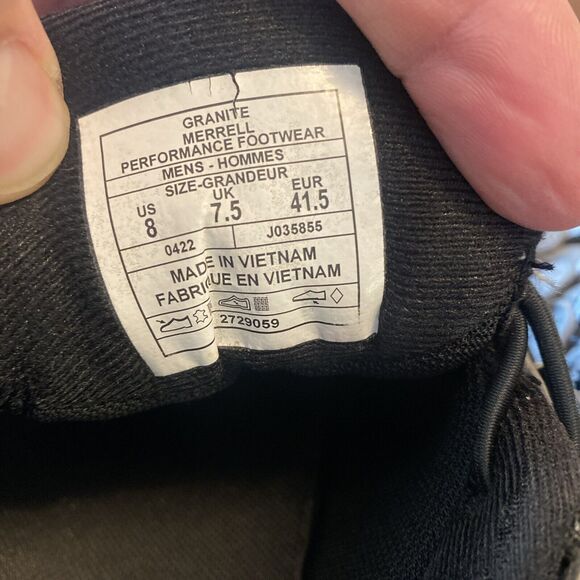 GRANITE
MERRELL
PERFORMANCE FOOTWEAR
MENS - HOMMES
SIZE-GRANDEUR
US UK EUR
8 7.5 41.5
0422 J035855
MADE IN VIETNAM
FABRIQUE EN VIETNAM
2729059